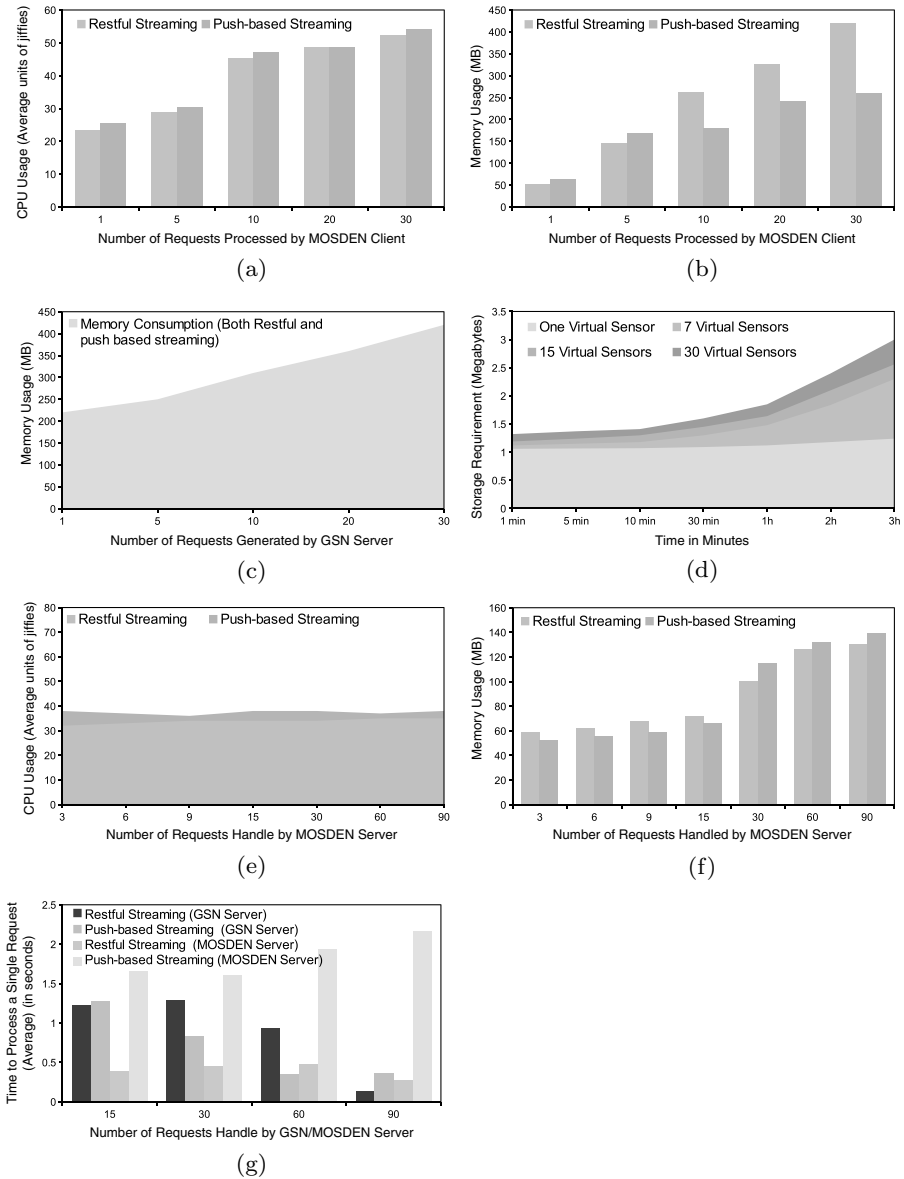 CPU Usage (Average units of jiffies)
60
50
40
30
20
10
0
Restful Streaming Push-based Streaming
1 5 10 20 30
Number of Requests Processed by MOSDEN Client
(a)
Memory Usage (MB)
450
400
350
300
250
200
150
100
50
0
Restful Streaming Push-based Streaming
1 5 10 20 30
Number of Requests Processed by MOSDEN Client
(b)
Memory Usage (MB)
450
400
350
300
250
200
150
100
50
0
Memory Consumption (Both Restful and
push based streaming)
1 5 10 20 30
Number of Requests Generated by GSN Server
(c)
Storage Requirement (Megabytes)
3.5
3
2.5
2
1.5
1
0.5
0
One Virtual Sensor 7 Virtual Sensors
15 Virtual Sensors 30 Virtual Sensors
1 min 5 min 10 min 30 min 1h 2h 3h
Time in Minutes
(d)
CPU Usage (Average units of jiffies)
80
70
60
50
40
30
20
10
0
Restful Streaming Push-based Streaming
3 6 9 15 30 60 90
Number of Requests Handle by MOSDEN Server
(e)
Memory Usage (MB)
160
140
120
100
80
60
40
20
0
Restful Streaming Push-based Streaming
3 6 9 15 30 60 90
Number of Requests Handled by MOSDEN Server
(f)
Time to Process a Single Request
(Average) (in seconds)
2.5
2
1.5
1
0.5
0
Restful Streaming (GSN Server)
Push-based Streaming (GSN Server)
Restful Streaming (MOSDEN Server)
Push-based Streaming (MOSDEN Server)
15 30 60 90
Number of Requests Handle by GSN/MOSDEN Server
(g)